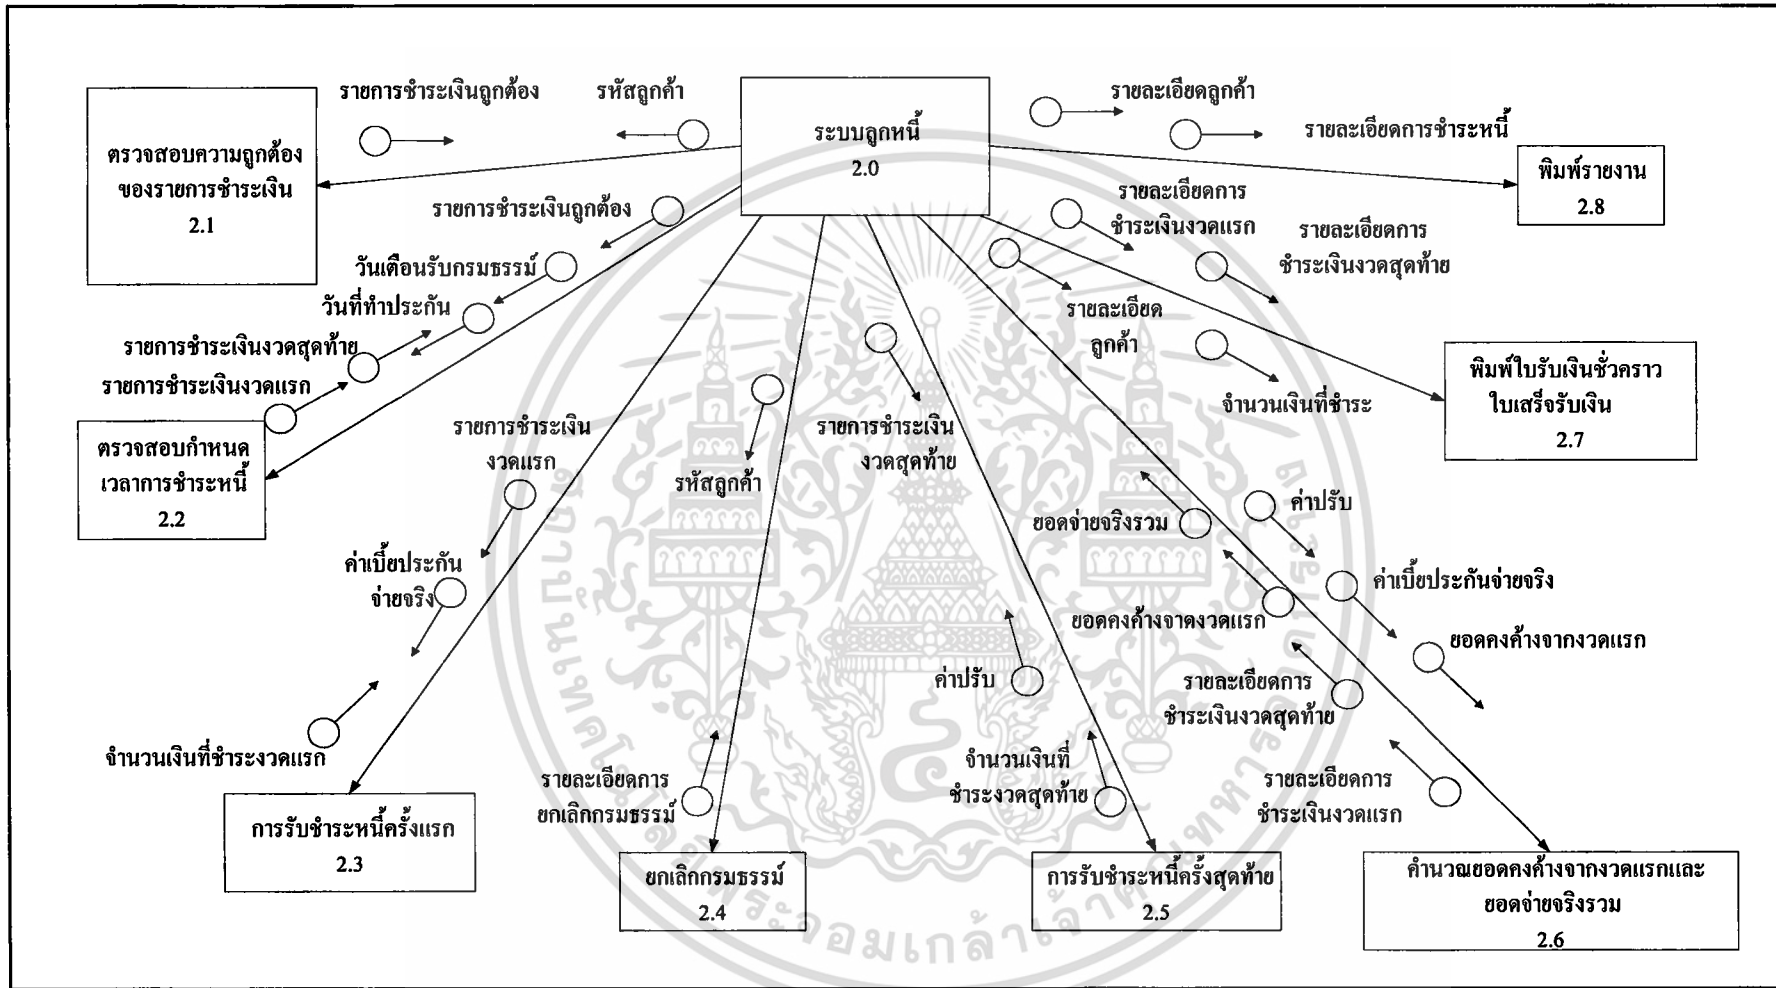 รายการชำระเงินถูกต้อง
รหัสลูกค้า
ระบบลูกหนี้
2.0
รายละเอียดลูกค้า
รายละเอียดการชำระหนี้
ตรวจสอบความถูกต้อง
ของรายการชำระเงิน
2.1
พิมพ์รายงาน
2.8
รายการชำระเงินถูกต้อง
วันเตือนรับกรมธรรม์
วันที่ทำประกัน
รายการชำระเงินงวดสุดท้าย
รายการชำระเงินงวดแรก
ตรวจสอบกำหนด
เวลาการชำระหนี้
2.2
รายละเอียดการ
ชำระเงินงวดแรก
รายละเอียดการ
ชำระเงินงวดสุดท้าย
รายละเอียด
ลูกค้า
จำนวนเงินที่ชำระ
พิมพ์ใบรับเงินชั่วคราว
ใบเสร็จรับเงิน
2.7
รายการชำระเงิน
งวดแรก
ค่าเบี้ยประกัน
จ่ายจริง
จำนวนเงินที่ชำระงวดแรก
การรับชำระหนี้ครั้งแรก
2.3
รหัสลูกค้า
รายละเอียดการ
ยกเลิกกรมธรรม์
ยกเลิกกรมธรรม์
2.4
รายการชำระเงิน
งวดสุดท้าย
ค่าปรับ
จำนวนเงินที่
ชำระงวดสุดท้าย
การรับชำระหนี้ครั้งสุดท้าย
2.5
ยอดจ่ายจริงรวม
ยอดคงค้างจาดงวดแรก
รายละเอียดการ
ชำระเงินงวดสุดท้าย
รายละเอียดการ
ชำระเงินงวดแรก
ค่าปรับ
ค่าเบี้ยประกันจ่ายจริง
ยอดคงค้างจากงวดแรก
คำนวณยอดคงค้างจากงวดแรกและ
ยอดจ่ายจริงรวม
2.6